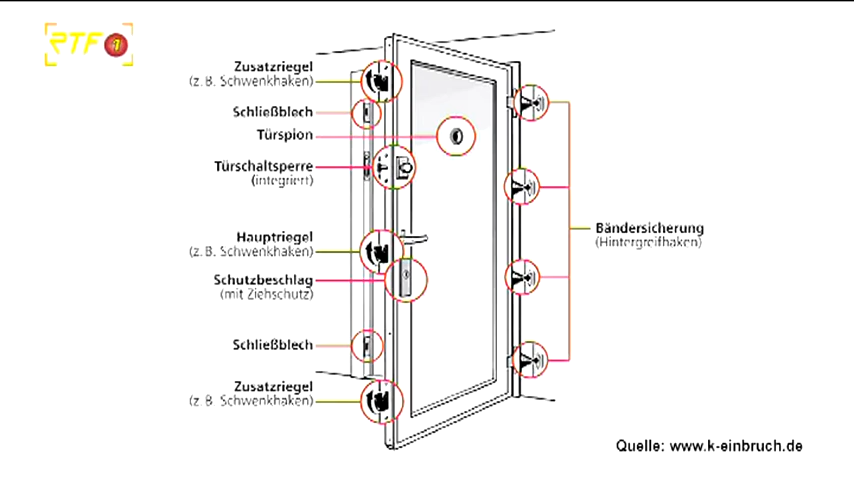 RTF 1
Zusatzriegel
(z. B. Schwenkhaken)
Schließblech
Türspion
Türschaltsperre
(integriert)
Hauptriegel
(z. B. Schwenkhaken)
Schutzbeschlag
(mit Ziehschutz)
Schließblech
Zusatzriegel
(z. B. Schwenkhaken)
Bändersicherung
(Hintergreifhaken)
Quelle: www.k-einbruch.de